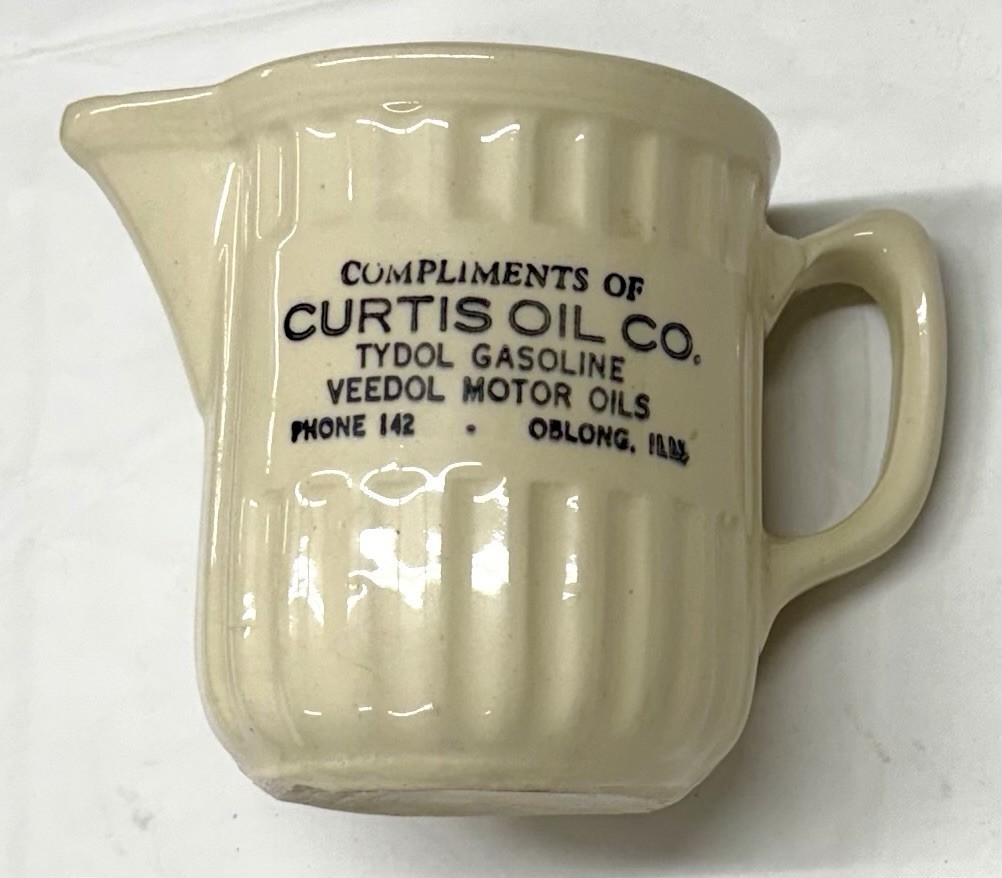 COMPLIMENTS OF
CURTIS OIL CO.
TYDOL GASOLINE
VEEDOL MOTOR OILS
PHONE 142 • OBLONG, ILL.